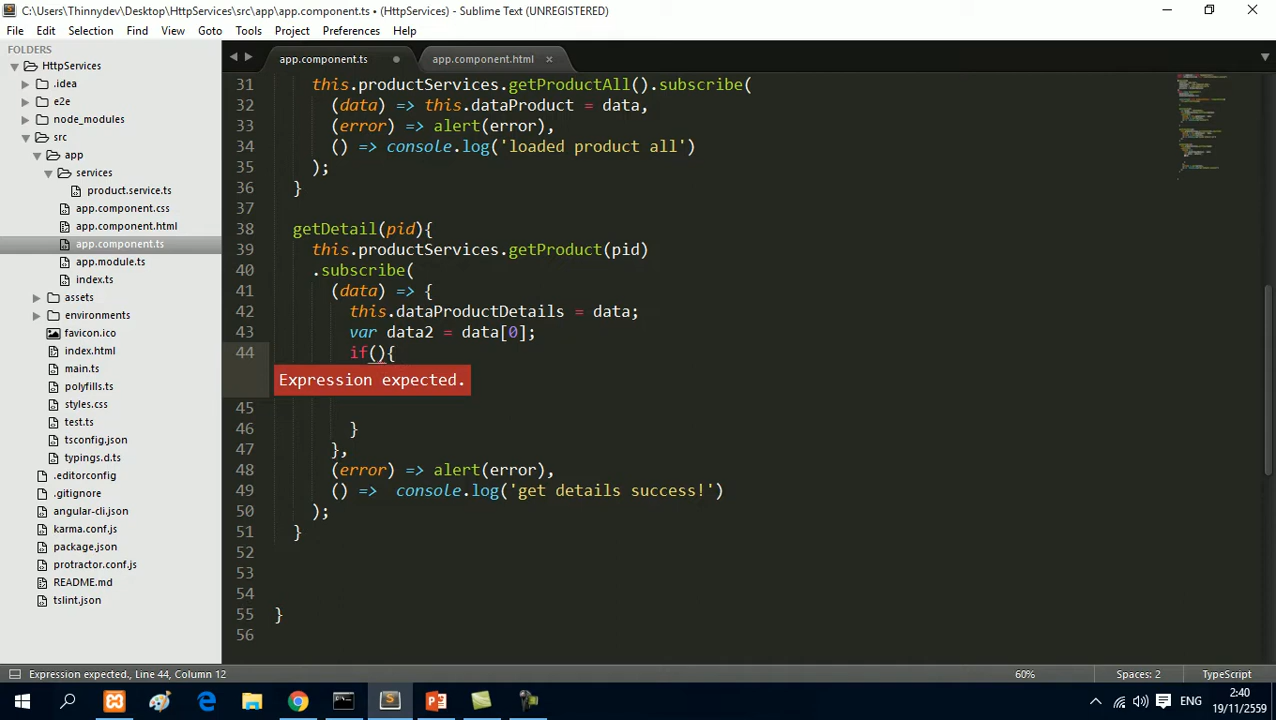 C:\Users\Thinnydev\Desktop\HttpServices\src\app\app.component.ts • (HttpServices) - Sublime Text (UNREGISTERED)
File Edit Selection Find View Goto Tools Project Preferences Help
FOLDERS
HttpServices
.idea
e2e
node_modules
src
app
services
product.service.ts
app.component.css
app.component.html
app.component.ts
app.module.ts
index.ts
assets
environments
favicon.ico
index.html
main.ts
polyfills.ts
styles.css
test.ts
tsconfig.json
typings.d.ts
.editorconfig
.gitignore
angular-cli.json
karma.conf.js
package.json
protractor.conf.js
README.md
tslint.json
app.component.ts app.component.html
31 this.productServices.getProductAll().subscribe(
32 (data) => this.dataProduct = data,
33 (error) => alert(error),
34 () => console.log('loaded product all')
35 );
36 }
37
38 getDetail(pid){
39 this.productServices.getProduct(pid)
40 .subscribe(
41 (data) => {
42 this.dataProductDetails = data;
43 var data2 = data[0];
44 if(){
Expression expected.
45
46 }
47 },
48 (error) => alert(error),
49 () => console.log('get details success!')
50 );
51 }
52
53
54
55 }
56
Expression expected., Line 44, Column 12 60% Spaces: 2 TypeScript
ENG
2:40
19/11/2559